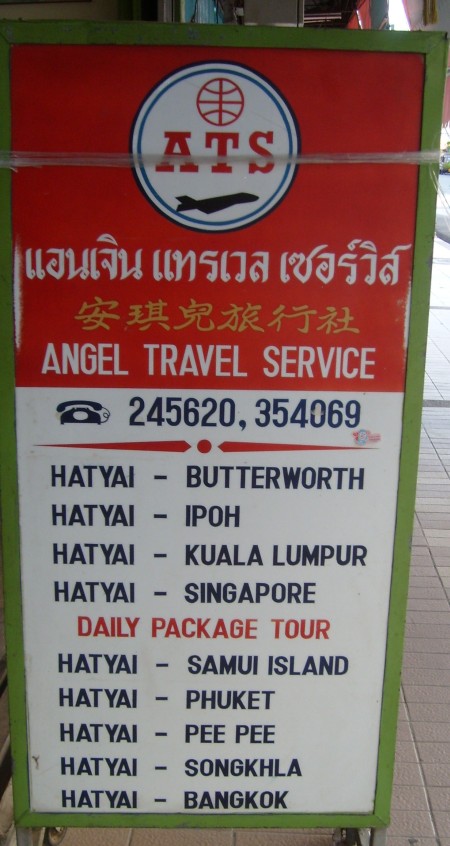 ATS
แอนเจิน แทรเวล เซอร์วิส
安琪兒旅行社
ANGEL TRAVEL SERVICE
245620, 354069
HATYAI - BUTTERWORTH
HATYAI - IPOH
HATYAI - KUALA LUMPUR
HATYAI - SINGAPORE
DAILY PACKAGE TOUR
HATYAI - SAMUI ISLAND
HATYAI - PHUKET
HATYAI - PEE PEE
HATYAI - SONGKHLA
HATYAI - BANGKOK